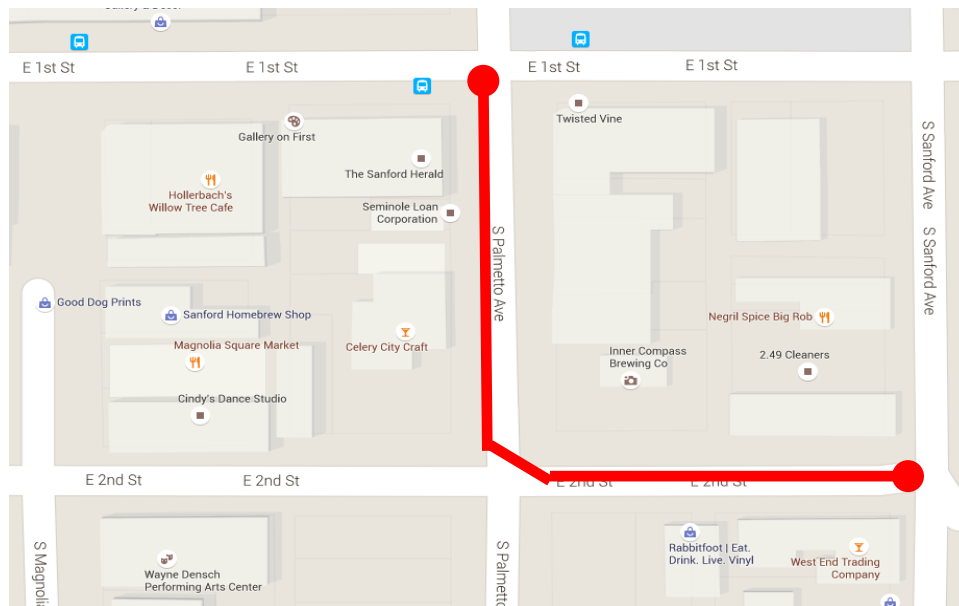 E 1st St
E 1st St
E 1st St
E 1st St
Twisted Vine
Gallery on First
The Sanford Herald
S Sanford Ave
Hollerbach's
Willow Tree Cafe
Seminole Loan
Corporation
S Palmetto Ave
S Sanford Ave
Good Dog Prints
Sanford Homebrew Shop
Negril Spice Big Rob
Magnolia Square Market
Celery City Craft
Inner Compass
Brewing Co
2.49 Cleaners
Cindy's Dance Studio
E 2nd St
E 2nd St
E 2nd St
E 2nd St
S Magnolia
S Palmetto
Wayne Densch
Performing Arts Center
Rabbitfoot | Eat.
Drink. Live. Vinyl
West End Trading
Company